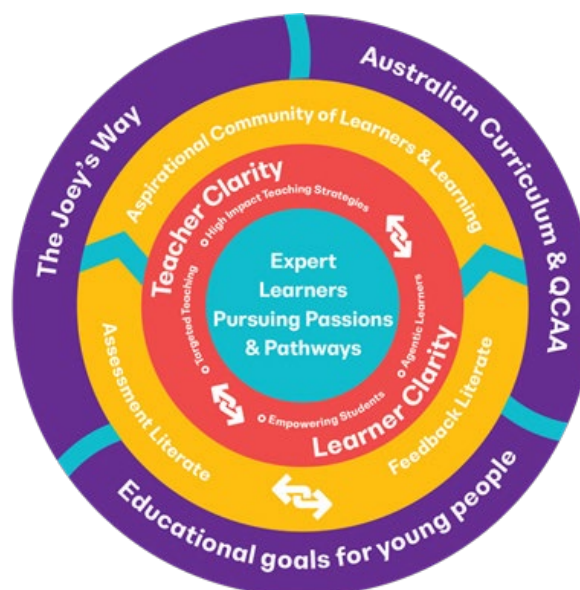 The Joey's Way
Australian Curriculum & QCAA
Educational goals for young people
Aspirational Community of Learners & Learning
Assessment Literate
Feedback Literate
Teacher Clarity
High Impact Teaching Strategies
Targeted Teaching
Learner Clarity
Agentic Learners
Empowering Students
Expert
Learners
Pursuing Passions
& Pathways